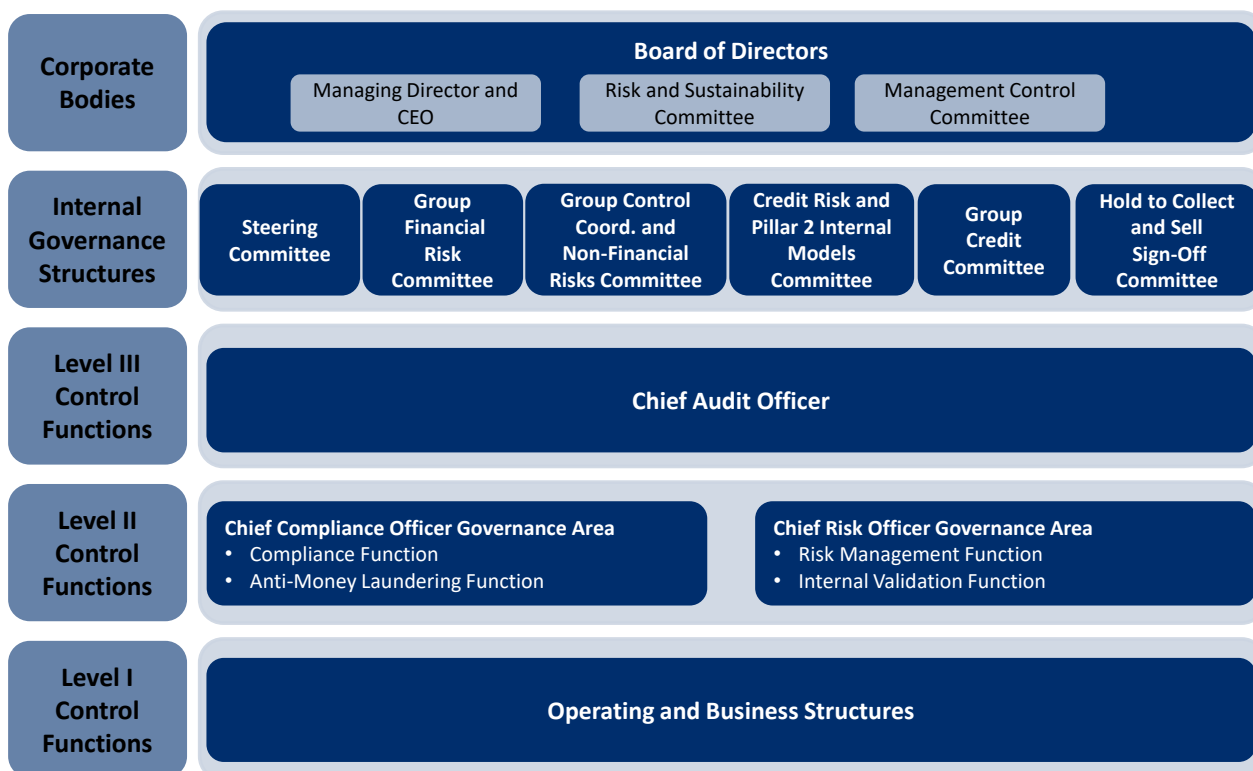 Corporate
Bodies
Board of Directors
Managing Director and
CEO
Risk and Sustainability
Committee
Management Control
Committee
Internal
Governance
Structures
Steering
Committee
Group
Financial
Risk
Committee
Group Control
Coord. and
Non-Financial
Risks Committee
Credit Risk and
Pillar 2 Internal
Models
Committee
Group
Credit
Committee
Hold to Collect
and Sell
Sign-Off
Committee
Level III
Control
Functions
Chief Audit Officer
Level II
Control
Functions
Chief Compliance Officer Governance Area
• Compliance Function
• Anti-Money Laundering Function
Chief Risk Officer Governance Area
• Risk Management Function
• Internal Validation Function
Level I
Control
Functions
Operating and Business Structures